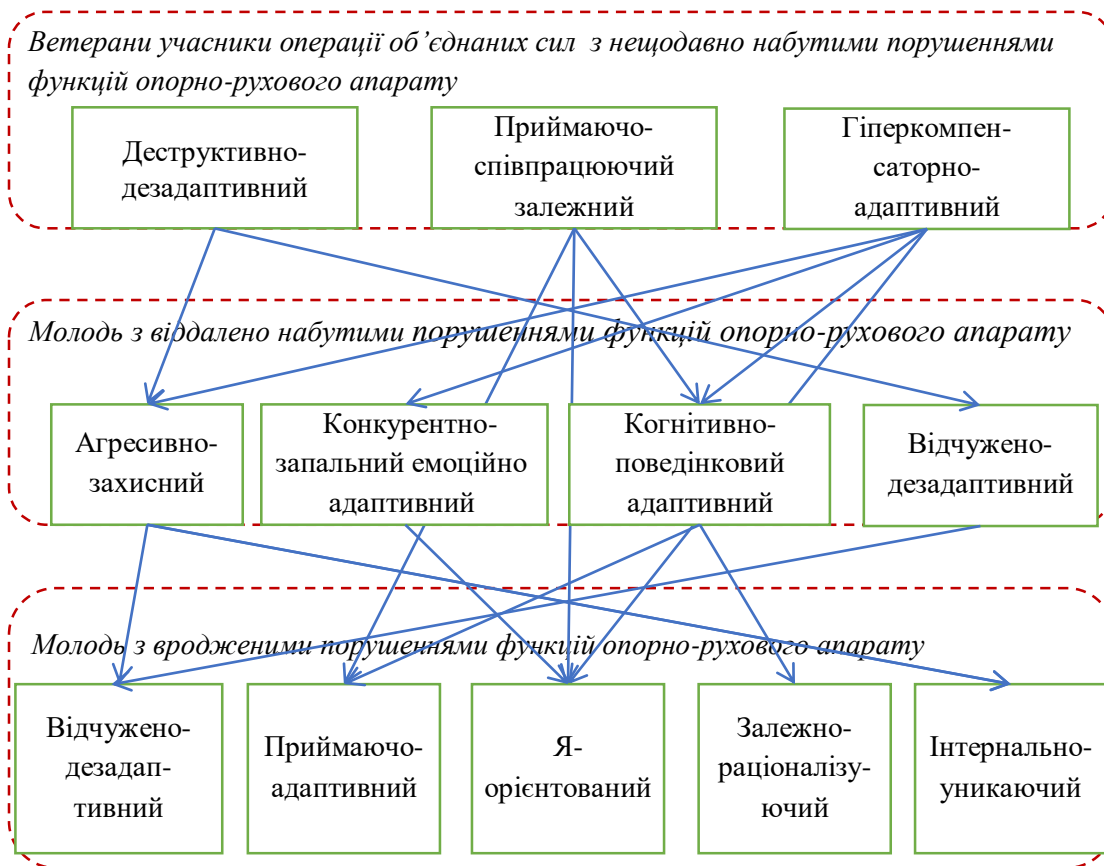 Ветерани учасники операції об’єднаних сил з нещодавно набутими порушеннями
функцій опорно-рухового апарату
Деструктивно-
дезадаптивний
Приймаючо-
співпрацюючий
залежний
Гіперкомпен-
саторно-
адаптивний
Молодь з віддалено набутими порушеннями функцій опорно-рухового апарату
Агресивно-
захисний
Конкурентно-
запальний емоційно
адаптивний
Когнітивно-
поведінковий
адаптивний
Відчужено-
дезадаптивний
Молодь з вродженими порушеннями функцій опорно-рухового апарату
Відчужено-
дезадап-
тивний
Приймаючо-
адаптивний
Я-
орієнтований
Залежно-
раціоналізу-
ючий
Інтернально-
уникаючий